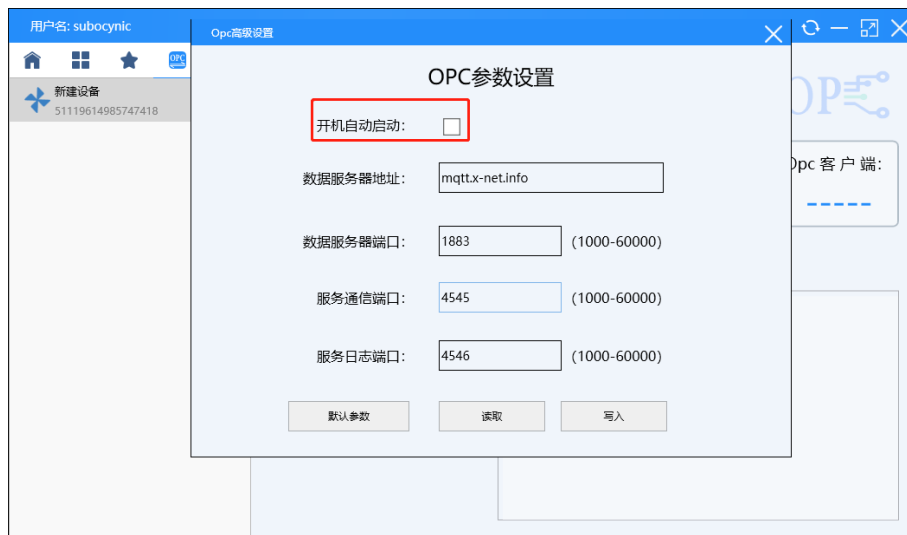 用户名: subocynic
Opc高级设置
OPC
新建设备
51119614985747418
OPC参数设置
开机自动启动:
数据服务器地址: mqtt.x-net.info
数据服务器端口: 1883 (1000-60000)
服务通信端口: 4545 (1000-60000)
服务日志端口: 4546 (1000-60000)
默认参数 读取 写入
OPC
Opc 客 户 端:
-----